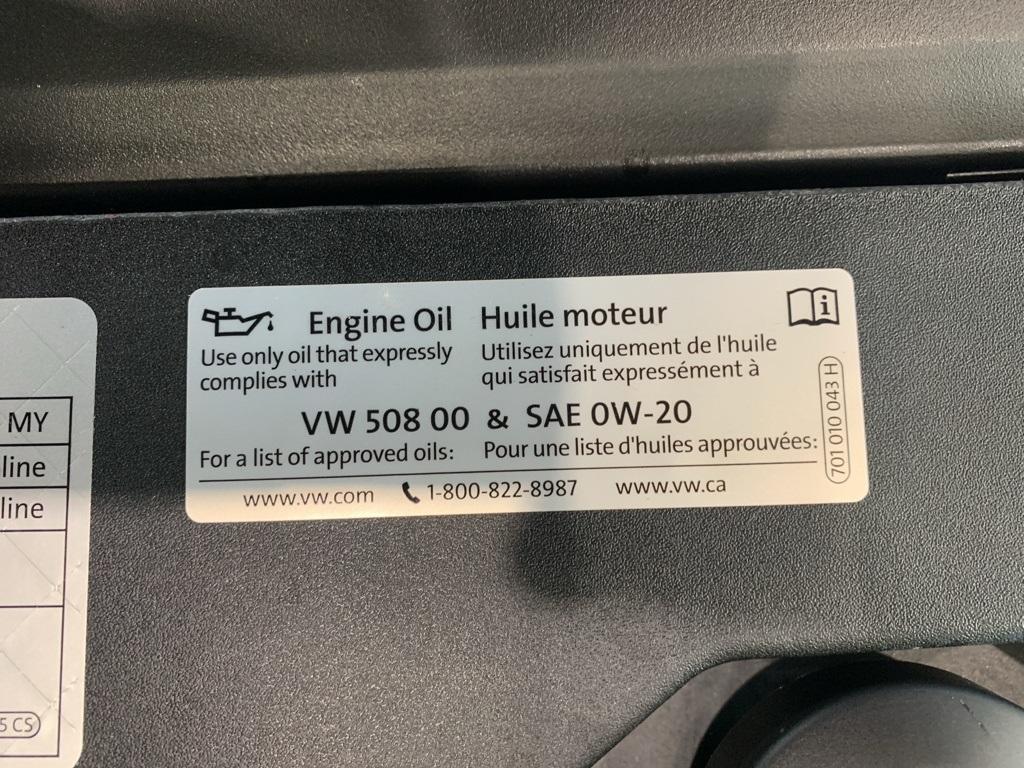 Engine Oil Huile moteur
Use only oil that expressly Utilisez uniquement de l'huile
complies with qui satisfait expressément à
VW 508 00 & SAE 0W-20
For a list of approved oils: Pour une liste d'huiles approuvées:
www.vw.com 1-800-822-8987 www.vw.ca
701 010 043 H
MY
line
line
5 CS